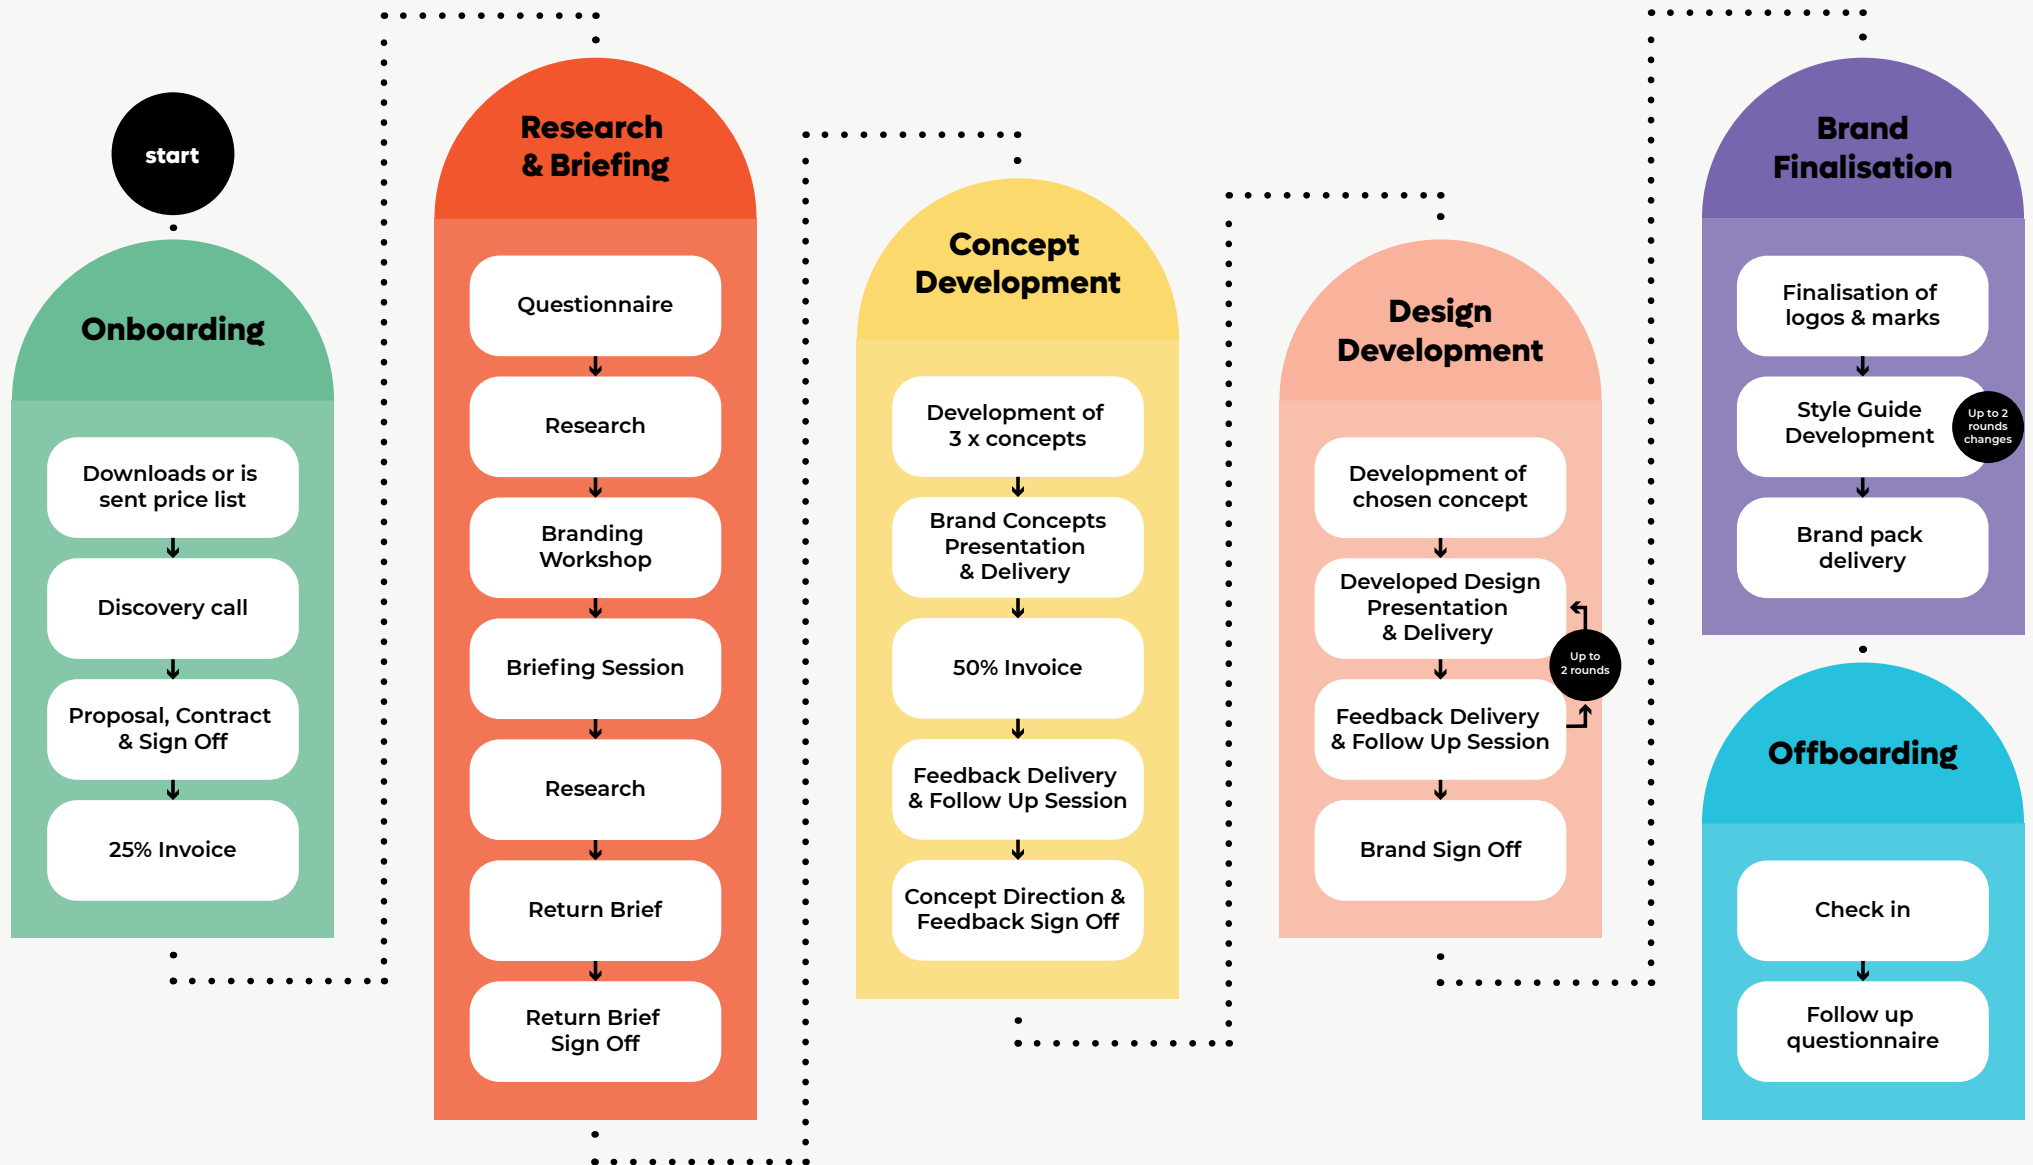 start
Onboarding
Downloads or is
sent price list
Discovery call
Proposal, Contract
& Sign Off
25% Invoice
Research
& Briefing
Questionnaire
Research
Branding
Workshop
Briefing Session
Research
Return Brief
Return Brief
Sign Off
Concept
Development
Development of
3 x concepts
Brand Concepts
Presentation
& Delivery
50% Invoice
Feedback Delivery
& Follow Up Session
Concept Direction &
Feedback Sign Off
Design
Development
Development of
chosen concept
Developed Design
Presentation
& Delivery
Up to
2 rounds
Feedback Delivery
& Follow Up Session
Brand Sign Off
Brand
Finalisation
Finalisation of
logos & marks
Style Guide
Development
Up to 2
rounds
changes
Brand pack
delivery
Offboarding
Check in
Follow up
questionnaire